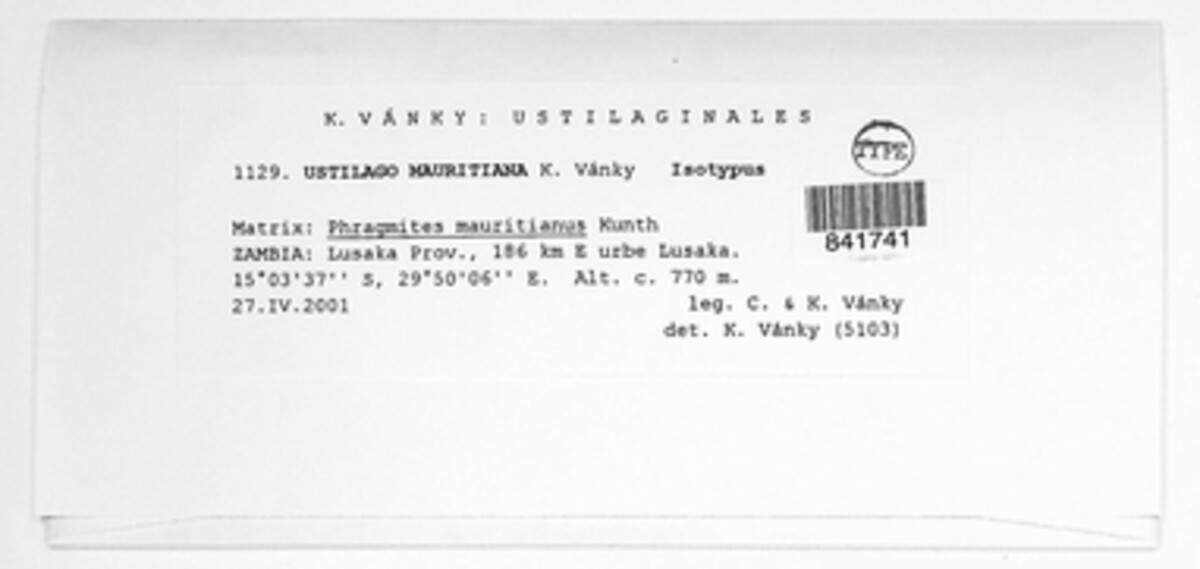 K. VÁNKY: USTILAGINALES
TYPE
1129. USTILAGO MAURITIANA K. Vánky Isotypus
841741
Matrix: Phragmites mauritianus Kunth
ZAMBIA: Lusaka Prov., 186 km E urbe Lusaka.
15°03'37'' S, 29°50'06'' E. Alt. c. 770 m.
27.IV.2001 leg. C. & K. Vánky
det. K. Vánky (5103)